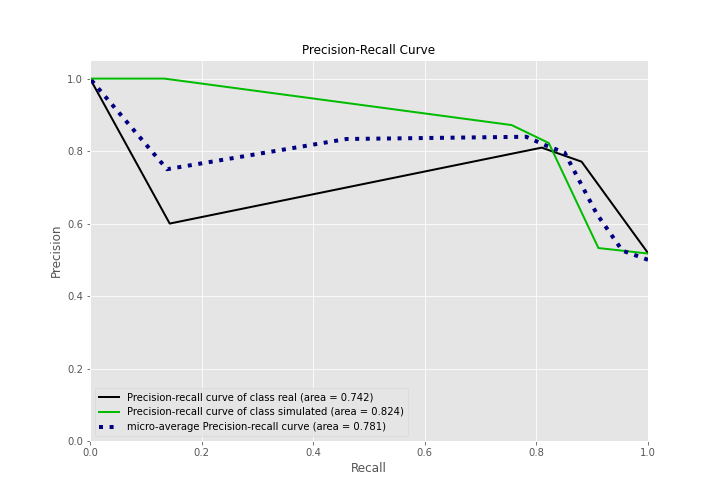 Precision-Recall Curve
1.0
0.8
0.6
0.4
0.2
0.0
Precision
Precision-recall curve of class real (area = 0.742)
Precision-recall curve of class simulated (area = 0.824)
micro-average Precision-recall curve (area = 0.781)
0.0 0.2 0.4 0.6 0.8 1.0
Recall